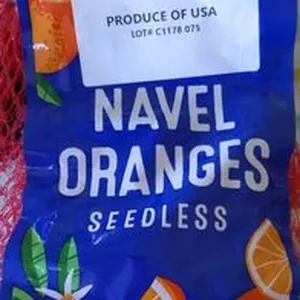 PRODUCE OF USA
LOT# C1178 075
NAVEL
ORANGES
SEEDLESS